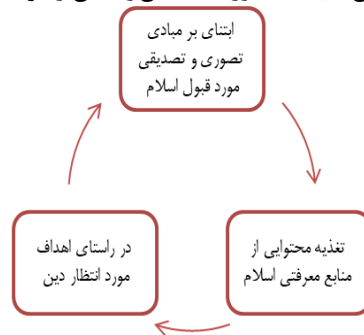 ابتنای بر مبادی
تصوری و تصدیقی
مورد قبول اسلام
تغذیه محتوایی از
منابع معرفتی اسلام
در راستای اهداف
مورد انتظار دین